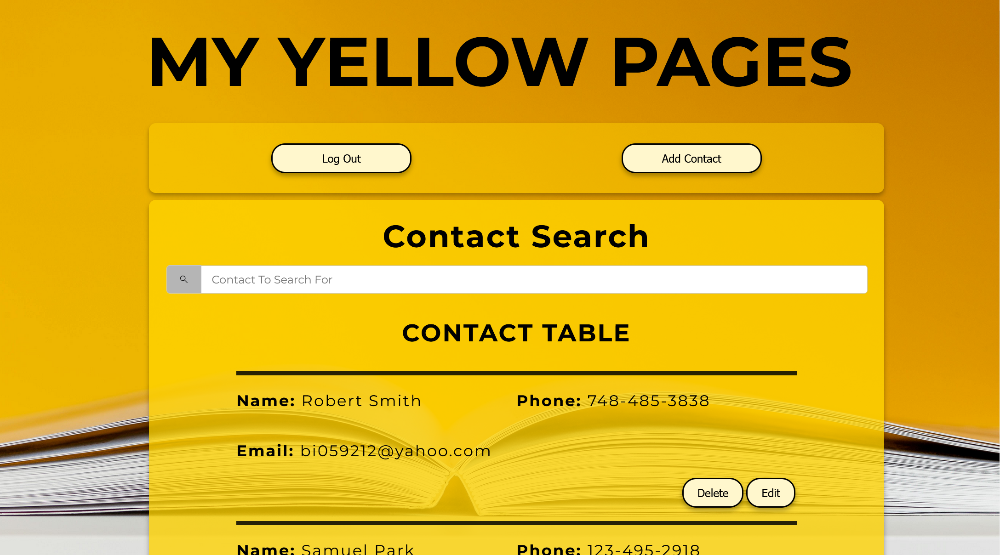 MY YELLOW PAGES
Log Out Add Contact
Contact Search
Contact To Search For
CONTACT TABLE
Name: Robert Smith Phone: 748-485-3838
Email: bi059212@yahoo.com
Delete Edit
Name: Samuel Park Phone: 123-495-2918